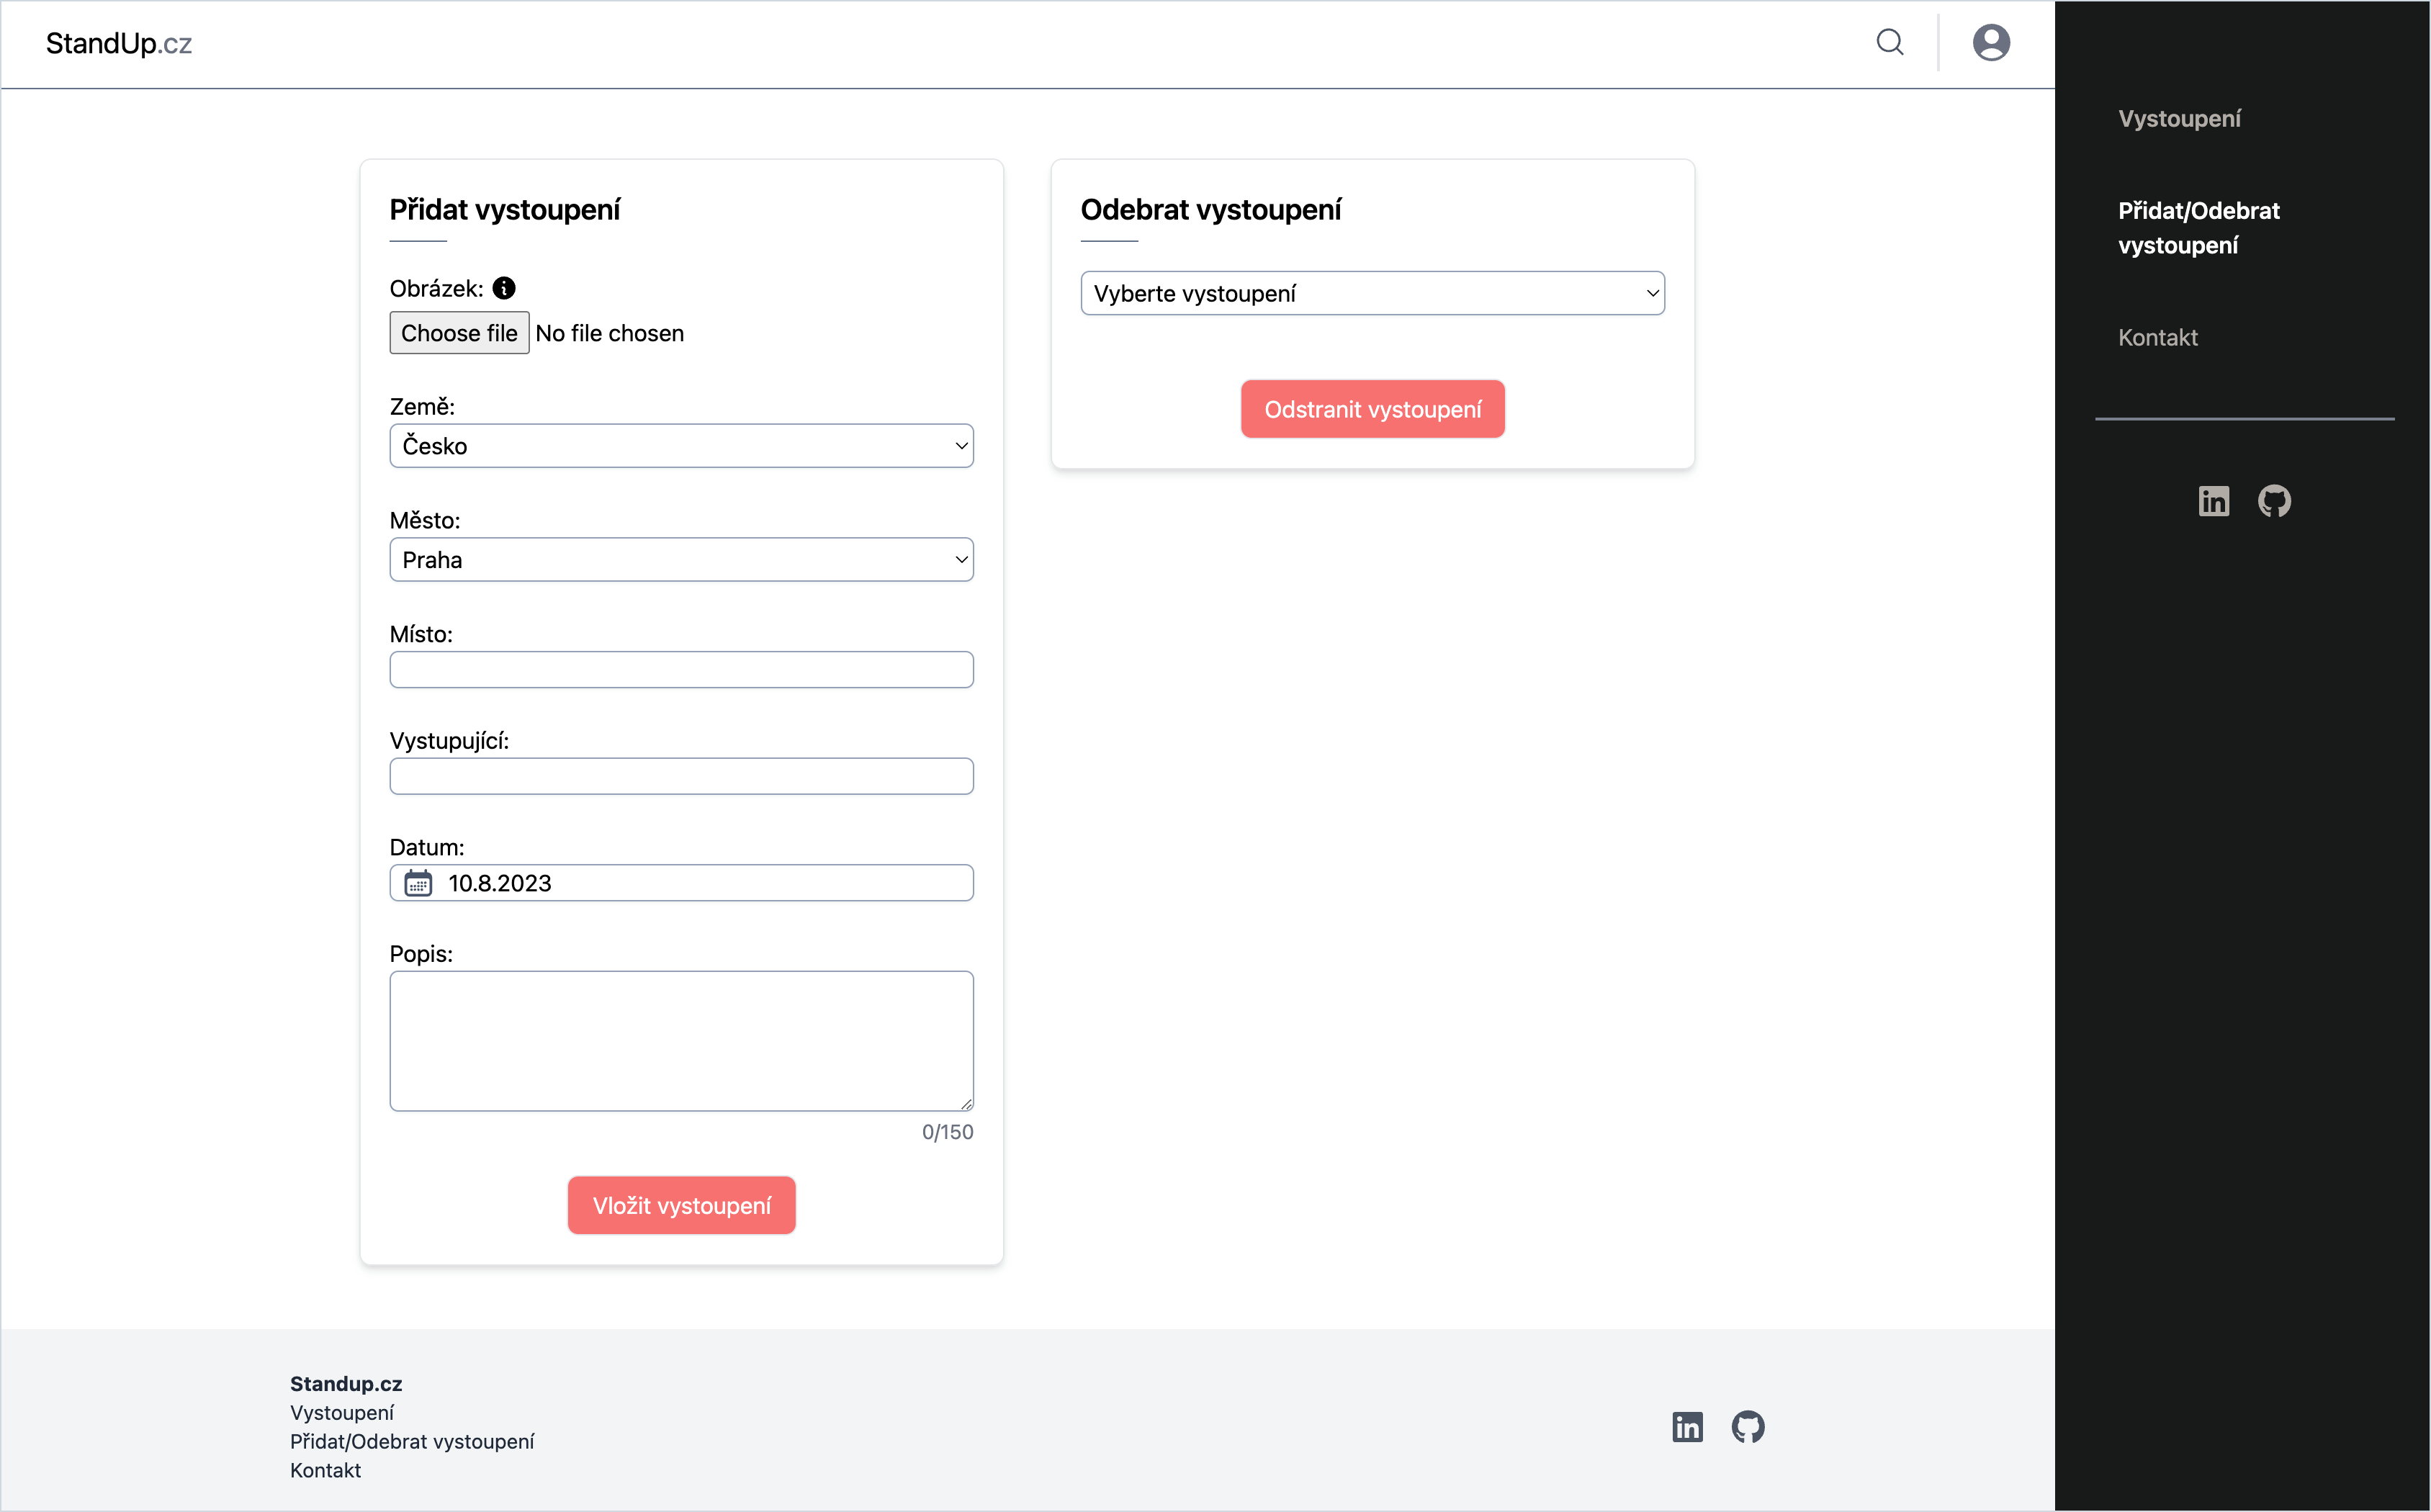 StandUp.cz
Přidat vystoupení
Obrázek:
Choose file No file chosen
Země:
Česko
Město:
Praha
Místo:
Vystupující:
Datum:
10.8.2023
Popis:
0/150
Vložit vystoupení
Odebrat vystoupení
Vyberte vystoupení
Odstranit vystoupení
Vystoupení
Přidat/Odebrat
vystoupení
Kontakt
Standup.cz
Vystoupení
Přidat/Odebrat vystoupení
Kontakt